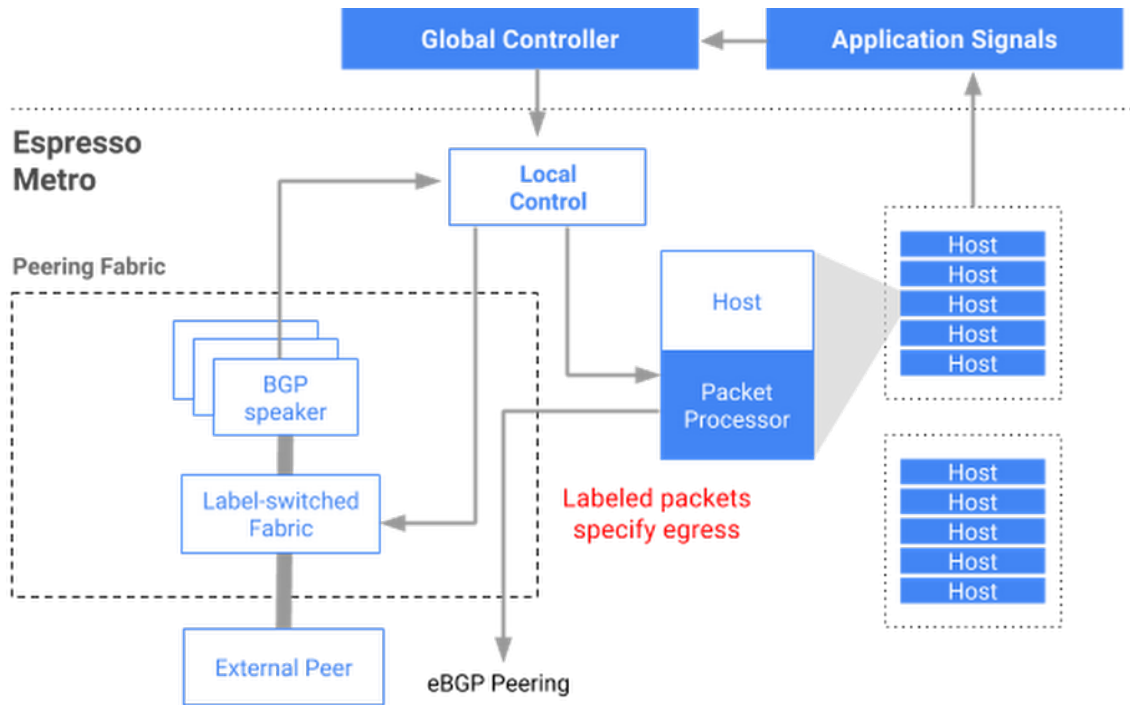 Global Controller
Application Signals
Espresso
Metro
Local
Control
Peering Fabric
Host
Host
Host
Host
Host
Host
BGP
speaker
Packet
Processor
Label-switched
Fabric
Labeled packets
specify egress
Host
Host
Host
Host
Host
External Peer
eBGP Peering